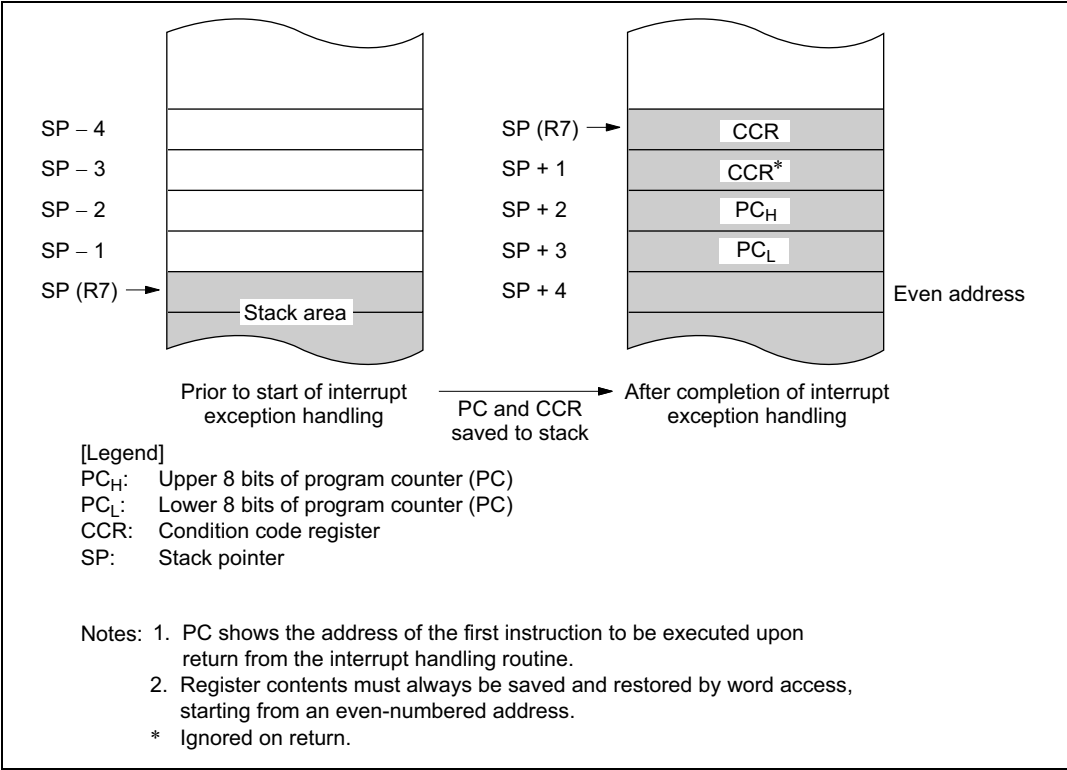 SP – 4
SP – 3
SP – 2
SP – 1
SP (R7)
Stack area
SP (R7)
SP + 1
SP + 2
SP + 3
SP + 4
CCR
CCR*
PCH
PCL
Even address
Prior to start of interrupt
exception handling
PC and CCR
saved to stack
After completion of interrupt
exception handling
[Legend]
PCH: Upper 8 bits of program counter (PC)
PCL: Lower 8 bits of program counter (PC)
CCR: Condition code register
SP: Stack pointer
Notes: 1. PC shows the address of the first instruction to be executed upon
return from the interrupt handling routine.
2. Register contents must always be saved and restored by word access,
starting from an even-numbered address.
* Ignored on return.